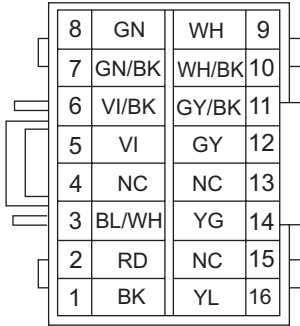 8 GN WH 9
7 GN/BK WH/BK 10
6 VI/BK GY/BK 11
5 VI GY 12
4 NC NC 13
3 BL/WH YG 14
2 RD NC 15
1 BK YL 16